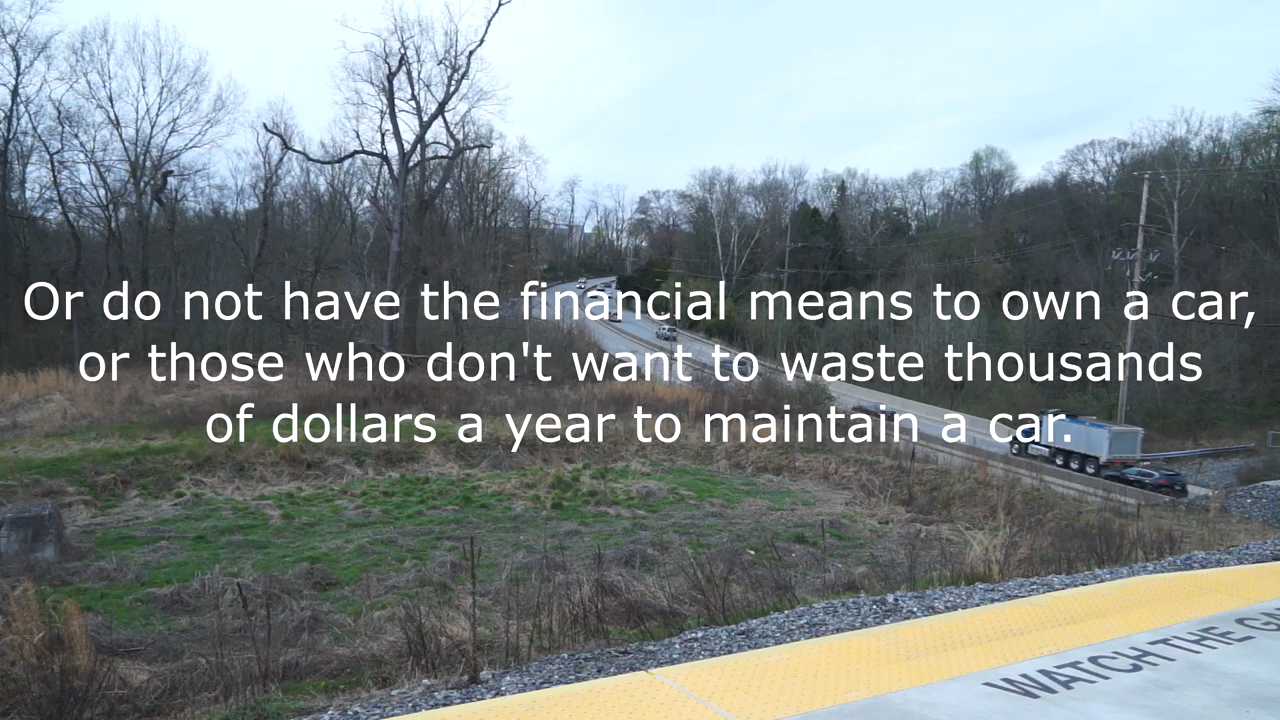 Or do not have the financial means to own a car,
or those who don't want to waste thousands
of dollars a year to maintain a car.
WATCH THE